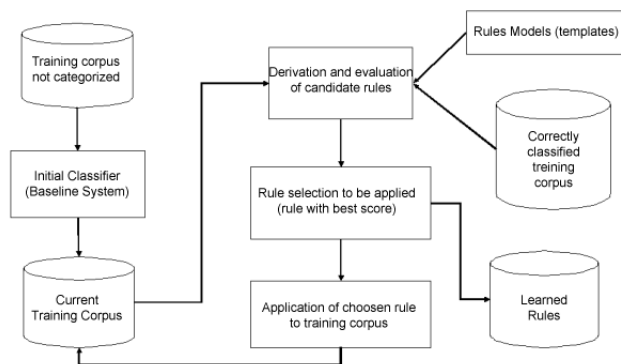 Training corpus
not categorized
Initial Classifier
(Baseline System)
Current
Training Corpus
Derivation and evaluation
of candidate rules
Rule selection to be applied
(rule with best score)
Application of choosen rule
to training corpus
Rules Models (templates)
Correctly
classified
treining
corpus
Learned
Rules